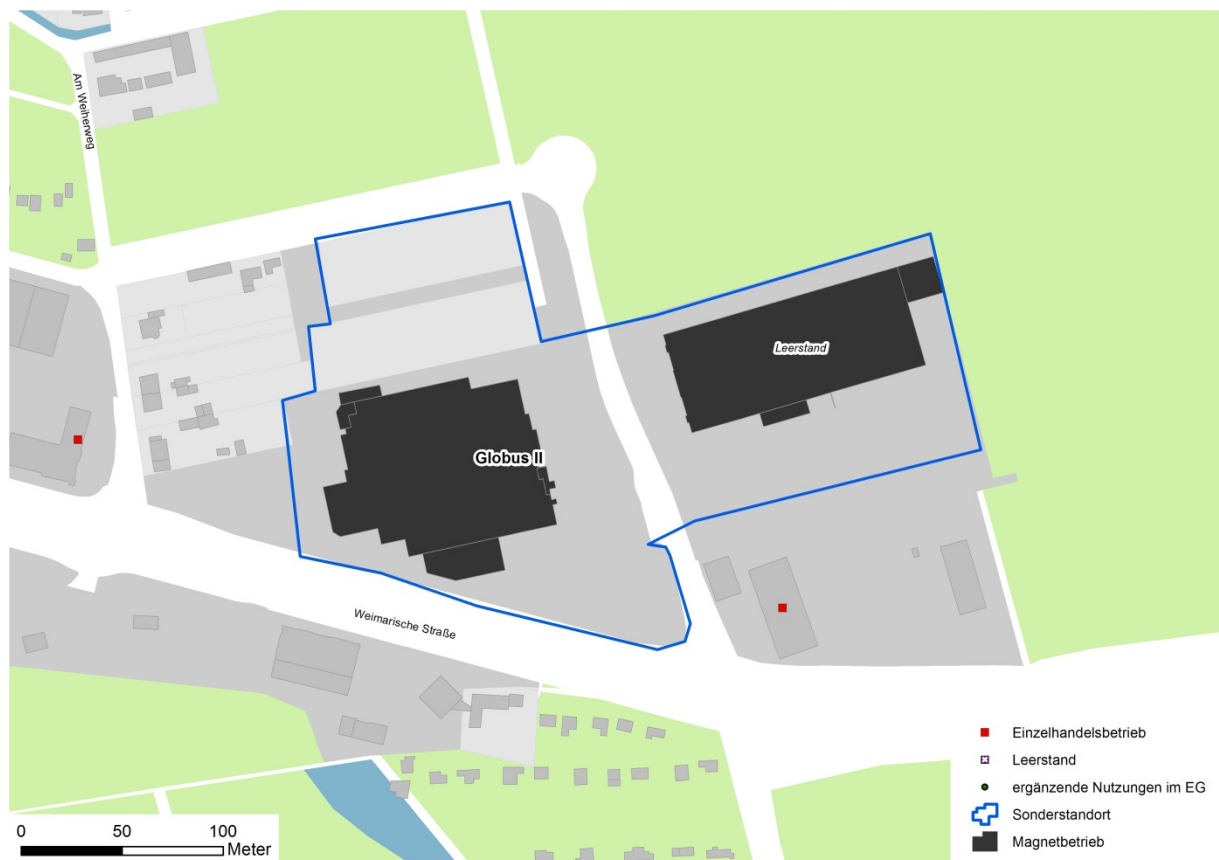 Am Weiherweg
Leerstand
Globus II
Weimarische Straße
Einzelhandelsbetrieb
Leerstand
ergänzende Nutzungen im EG
Sonderstandort
Magnetbetrieb
0 50 100
Meter